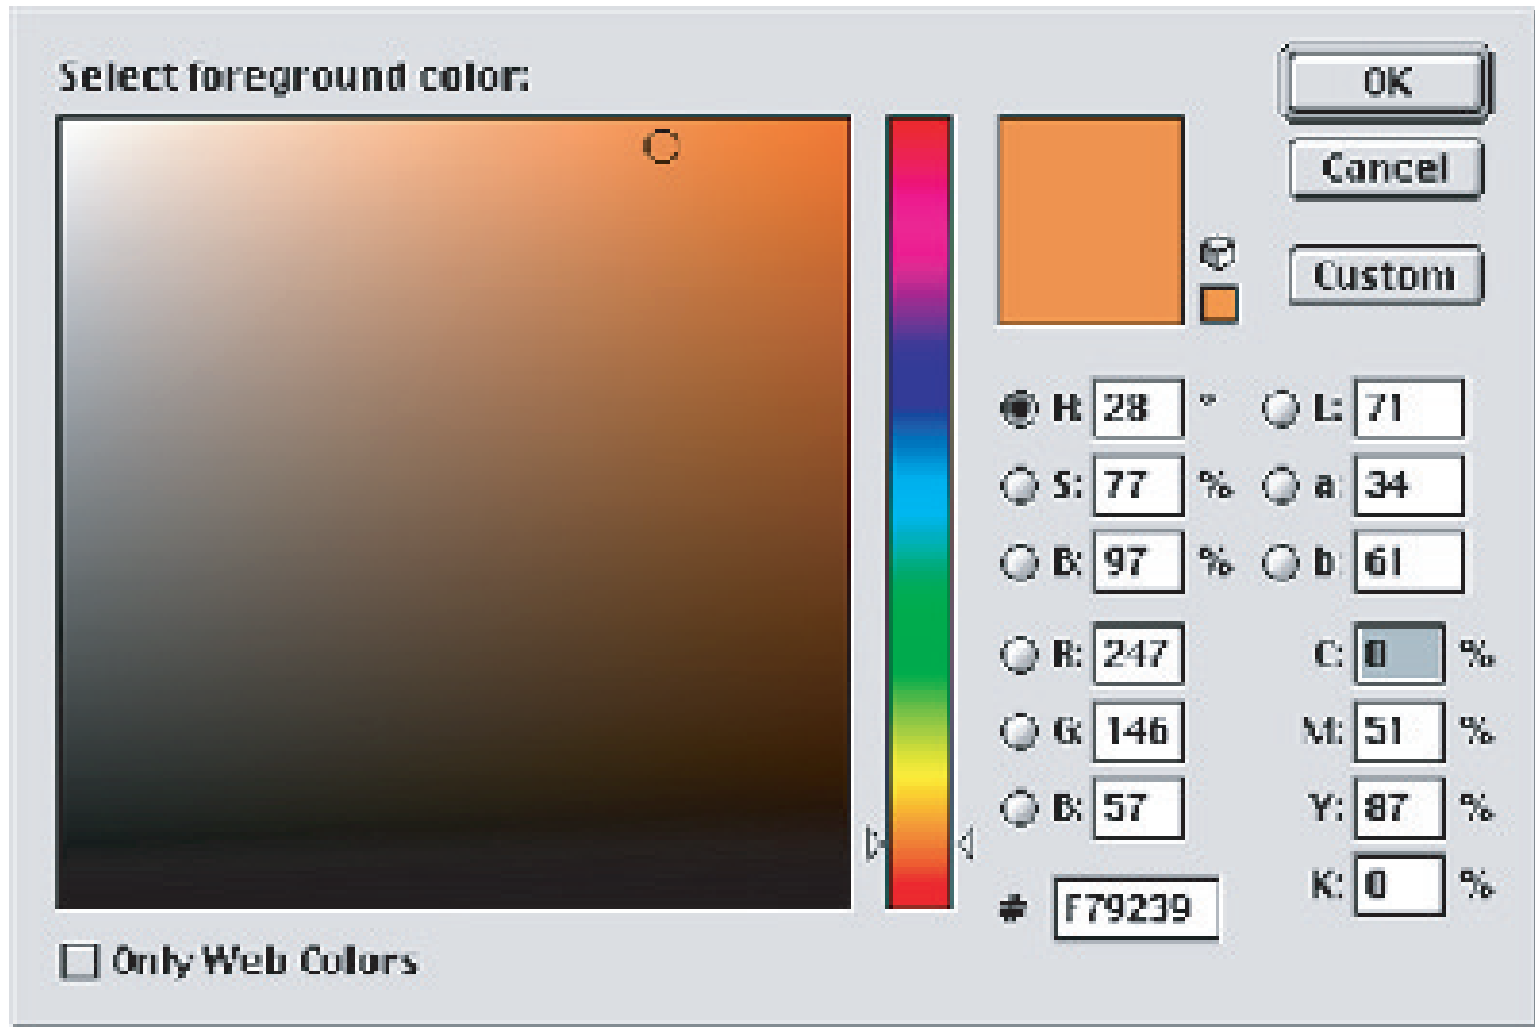 Select foreground color:
OK
Cancel
Custom
H: 28 ° L: 71
S: 77 % a: 34
B: 97 % b: 61
R: 247 C: 0 %
G: 146 M: 51 %
B: 57 Y: 87 %
K: 0 %
# F79239
Only Web Colors